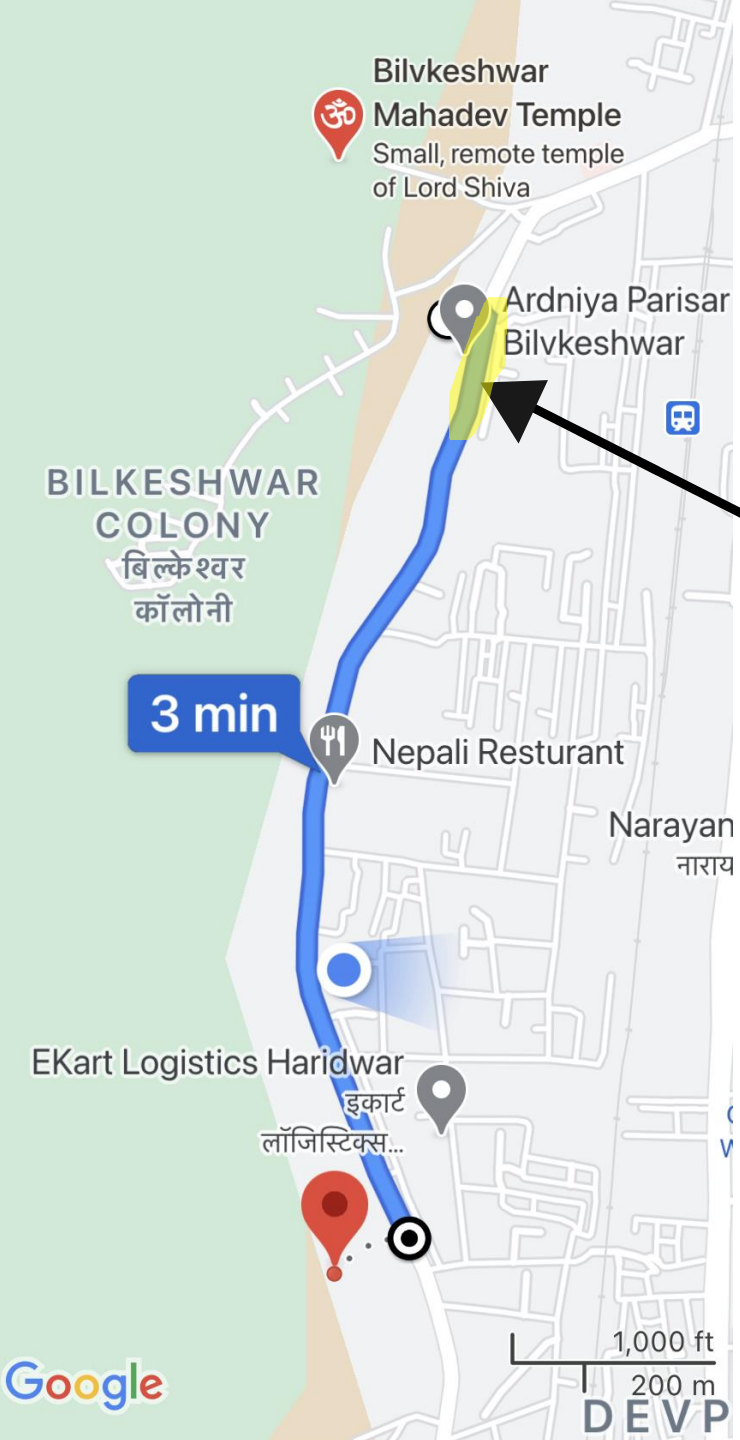 Bilvkeshwar
Mahadev Temple
Small, remote temple
of Lord Shiva
Ardniya Parisar
Bilvkeshwar
BILKESHWAR
COLONY
बिल्केश्वर
कॉलोनी
3 min
Nepali Resturant
Narayan
नाराय
EKart Logistics Haridwar
इकार्ट
लॉजिस्टिक्स...
1,000 ft
200 m
Google
DEVP